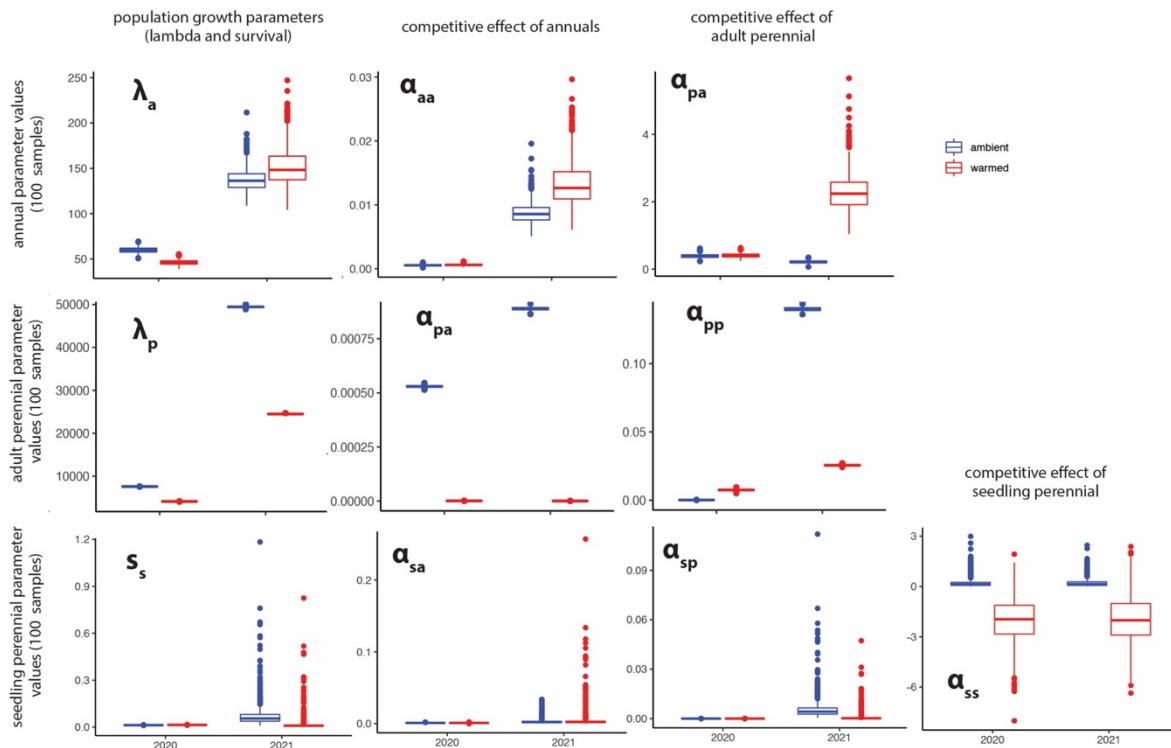 population growth parameters
(lambda and survival)
competitive effect of annuals
competitive effect of
adult perennial
annual parameter values
(100 samples)
λa
250
200
150
100
50
αaa
0.03
0.02
0.01
0.00
αpa
4
2
0
ambient
warmed
adult perennial parameter
values (100 samples)
λp
50000
40000
30000
20000
10000
αpa
0.00075
0.00050
0.00025
0.00000
αpp
0.10
0.05
0.00
competitive effect of
seedling perennial
seedling perennial parameter
values (100 samples)
ss
1.2
0.9
0.6
0.3
0.0
2020
2021
αsa
0.2
0.1
0.0
2020
2021
αsp
0.09
0.06
0.03
0.00
2020
2021
αss
3
0
-3
-6
2020
2021